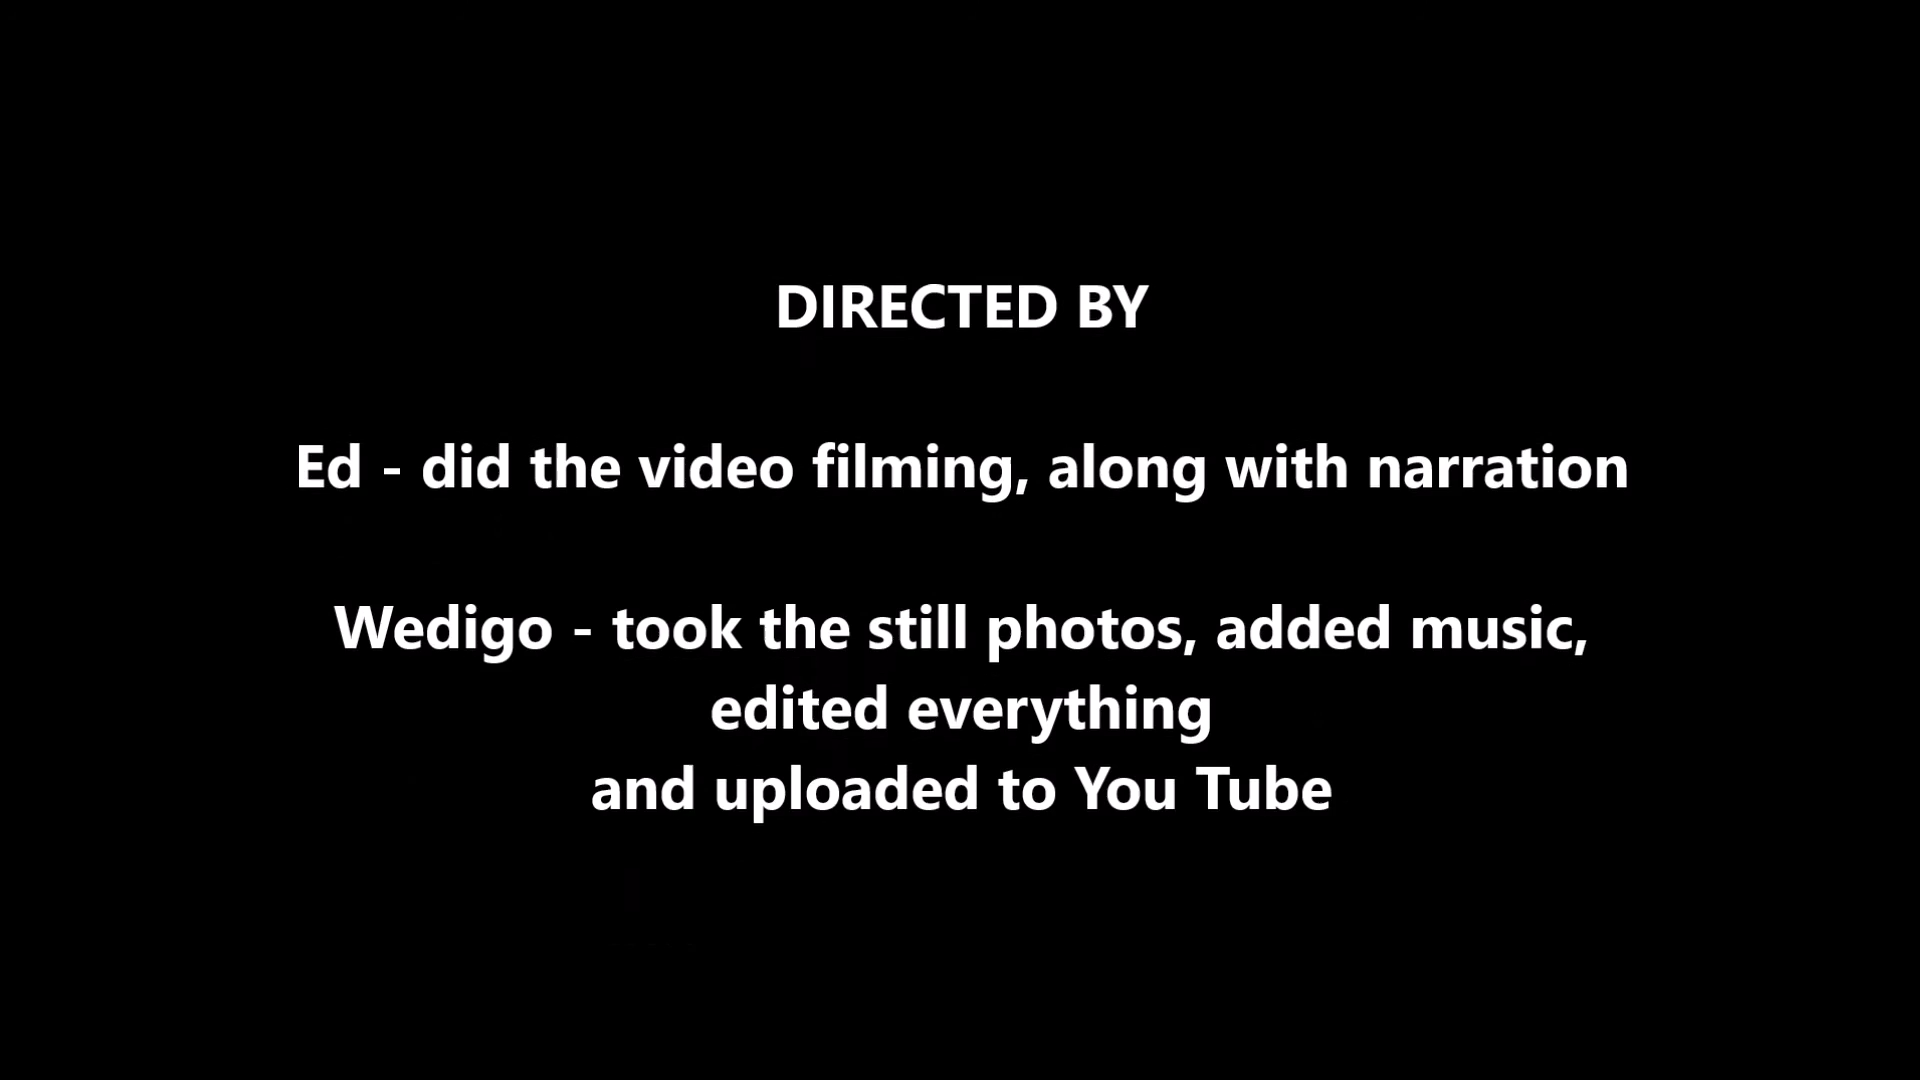 DIRECTED BY
Ed - did the video filming, along with narration
Wedigo - took the still photos, added music,
edited everything
and uploaded to You Tube